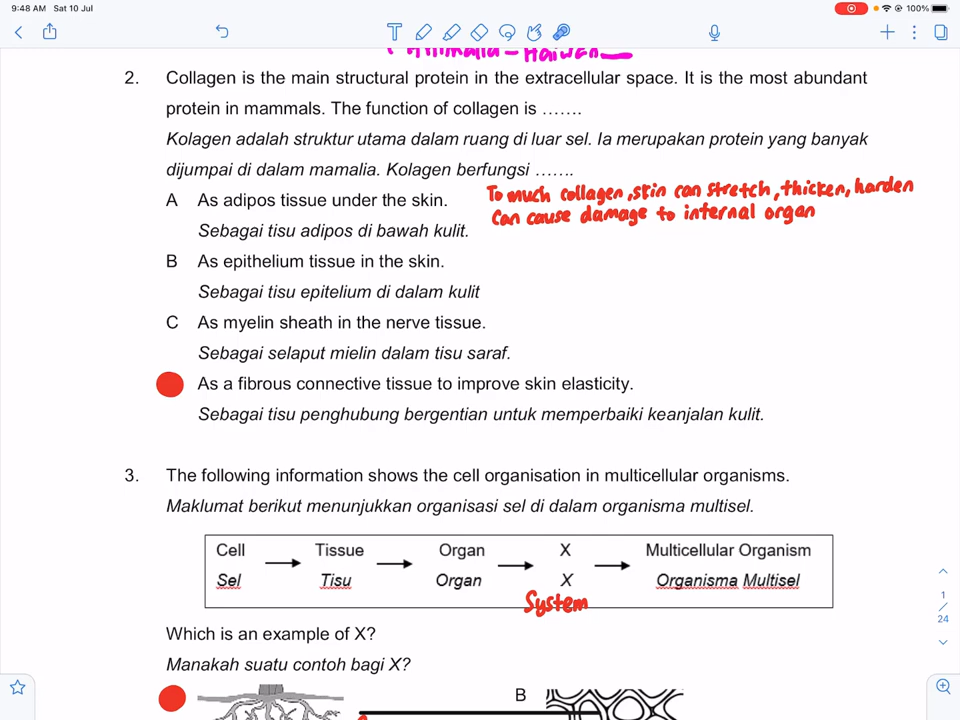 9:48 AM Sat 10 Jul
100%
2. Collagen is the main structural protein in the extracellular space. It is the most abundant
protein in mammals. The function of collagen is …….
Kolagen adalah struktur utama dalam ruang di luar sel. Ia merupakan protein yang banyak
dijumpai di dalam mamalia. Kolagen berfungsi ……
A As adipos tissue under the skin.
To much collagen, skin can stretch, thicken, harden
can cause damage to internal organ
Sebagai tisu adipos di bawah kulit.
B As epithelium tissue in the skin.
Sebagai tisu epitelium di dalam kulit
C As myelin sheath in the nerve tissue.
Sebagai selaput mielin dalam tisu saraf.
As a fibrous connective tissue to improve skin elasticity.
Sebagai tisu penghubung bergentian untuk memperbaiki keanjalan kulit.
3. The following information shows the cell organisation in multicellular organisms.
Maklumat berikut menunjukkan organisasi sel di dalam organisma multisel.
Cell Tissue Organ X Multicellular Organism
Sel Tisu Organ X Organisma Multisel
System
Which is an example of X?
Manakah suatu contoh bagi X?
B
1
/
24